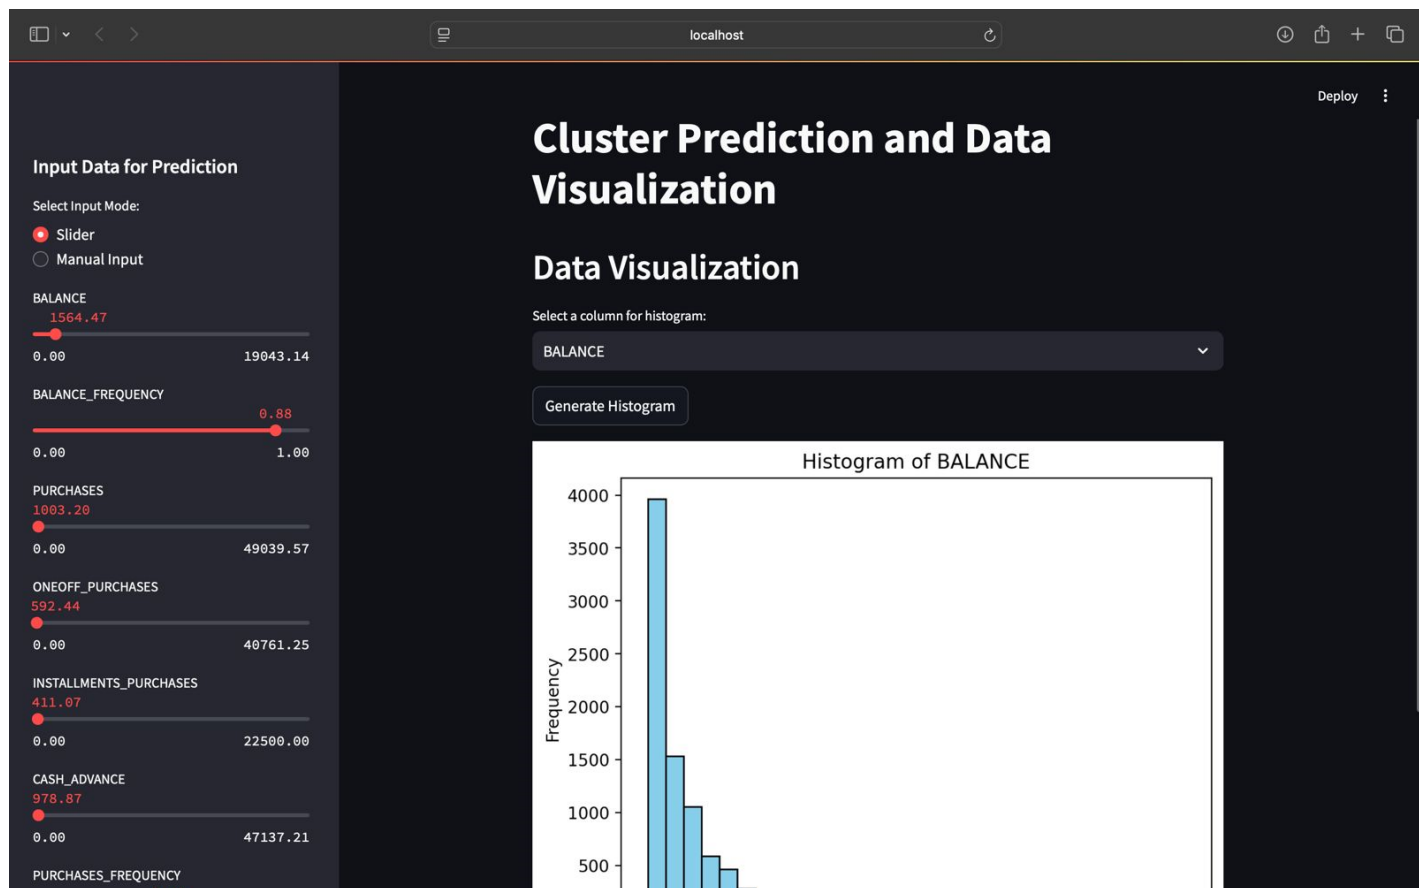 localhost
Deploy
Input Data for Prediction
Select Input Mode:
Slider
Manual Input
BALANCE
1564.47
0.00 19043.14
BALANCE_FREQUENCY
0.88
0.00 1.00
PURCHASES
1003.20
0.00 49039.57
ONEOFF_PURCHASES
592.44
0.00 40761.25
INSTALLMENTS_PURCHASES
411.07
0.00 22500.00
CASH_ADVANCE
978.87
0.00 47137.21
PURCHASES_FREQUENCY
Cluster Prediction and Data
Visualization
Data Visualization
Select a column for histogram:
BALANCE
Generate Histogram
Histogram of BALANCE
Frequency
4000
3500
3000
2500
2000
1500
1000
500